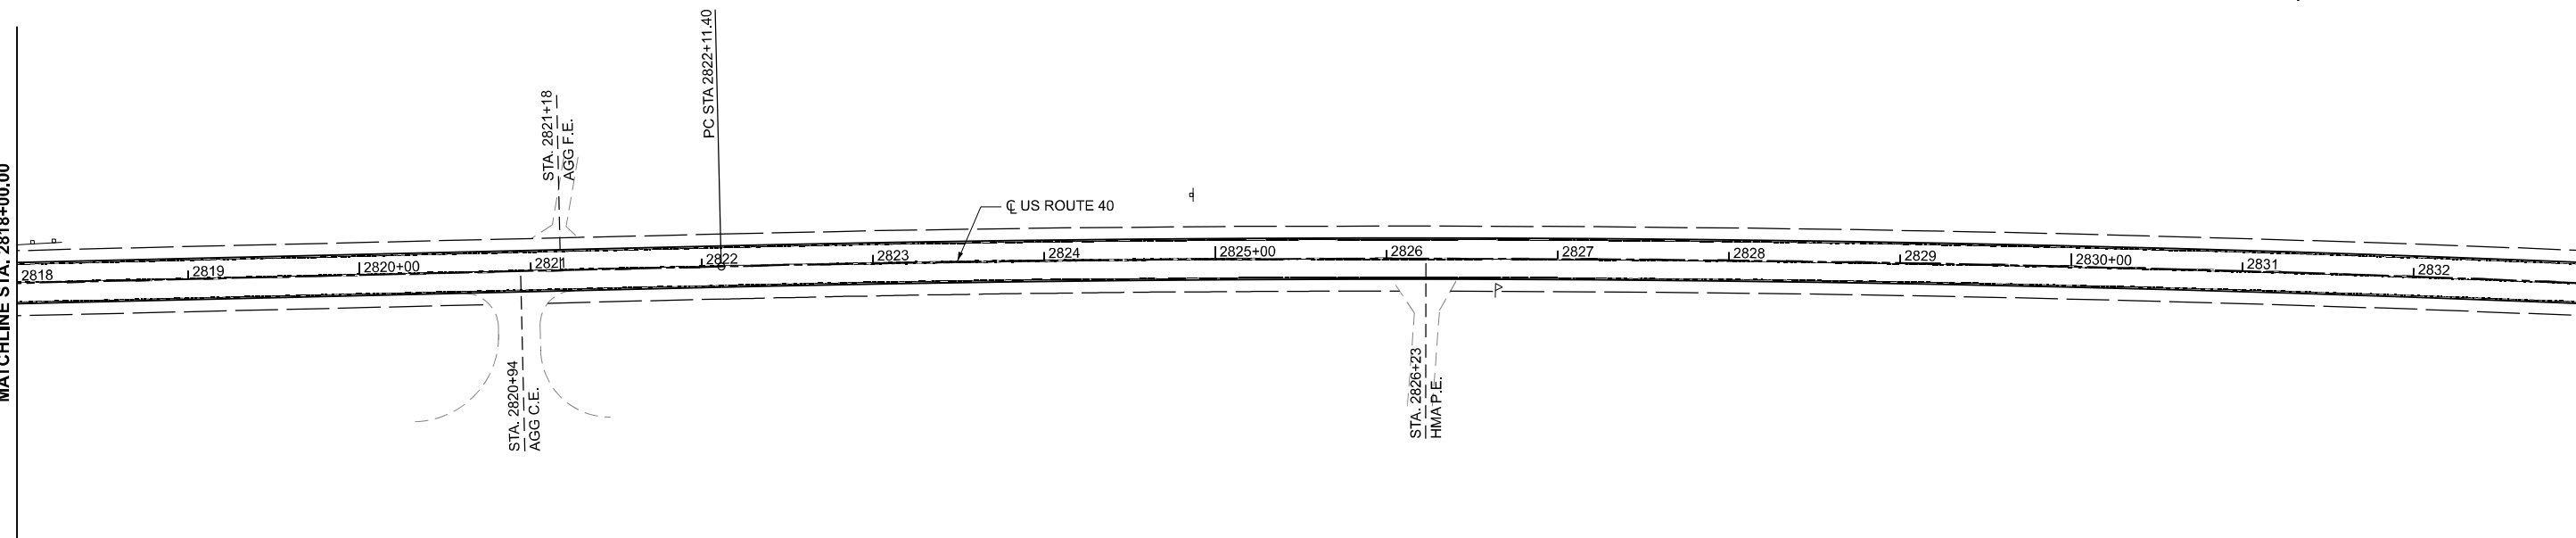 MATCHLINE STA. 2818+00.00
PC STA 2822+11.40
STA. 2821+18
AGG F.E.
℄ US ROUTE 40
2818
2819
2820+00
2821
2822
2823
2824
2825+00
2826
2827
2828
2829
2830+00
2831
2832
STA. 2820+94
AGG C.E.
STA. 2826+23
HMA P.E.